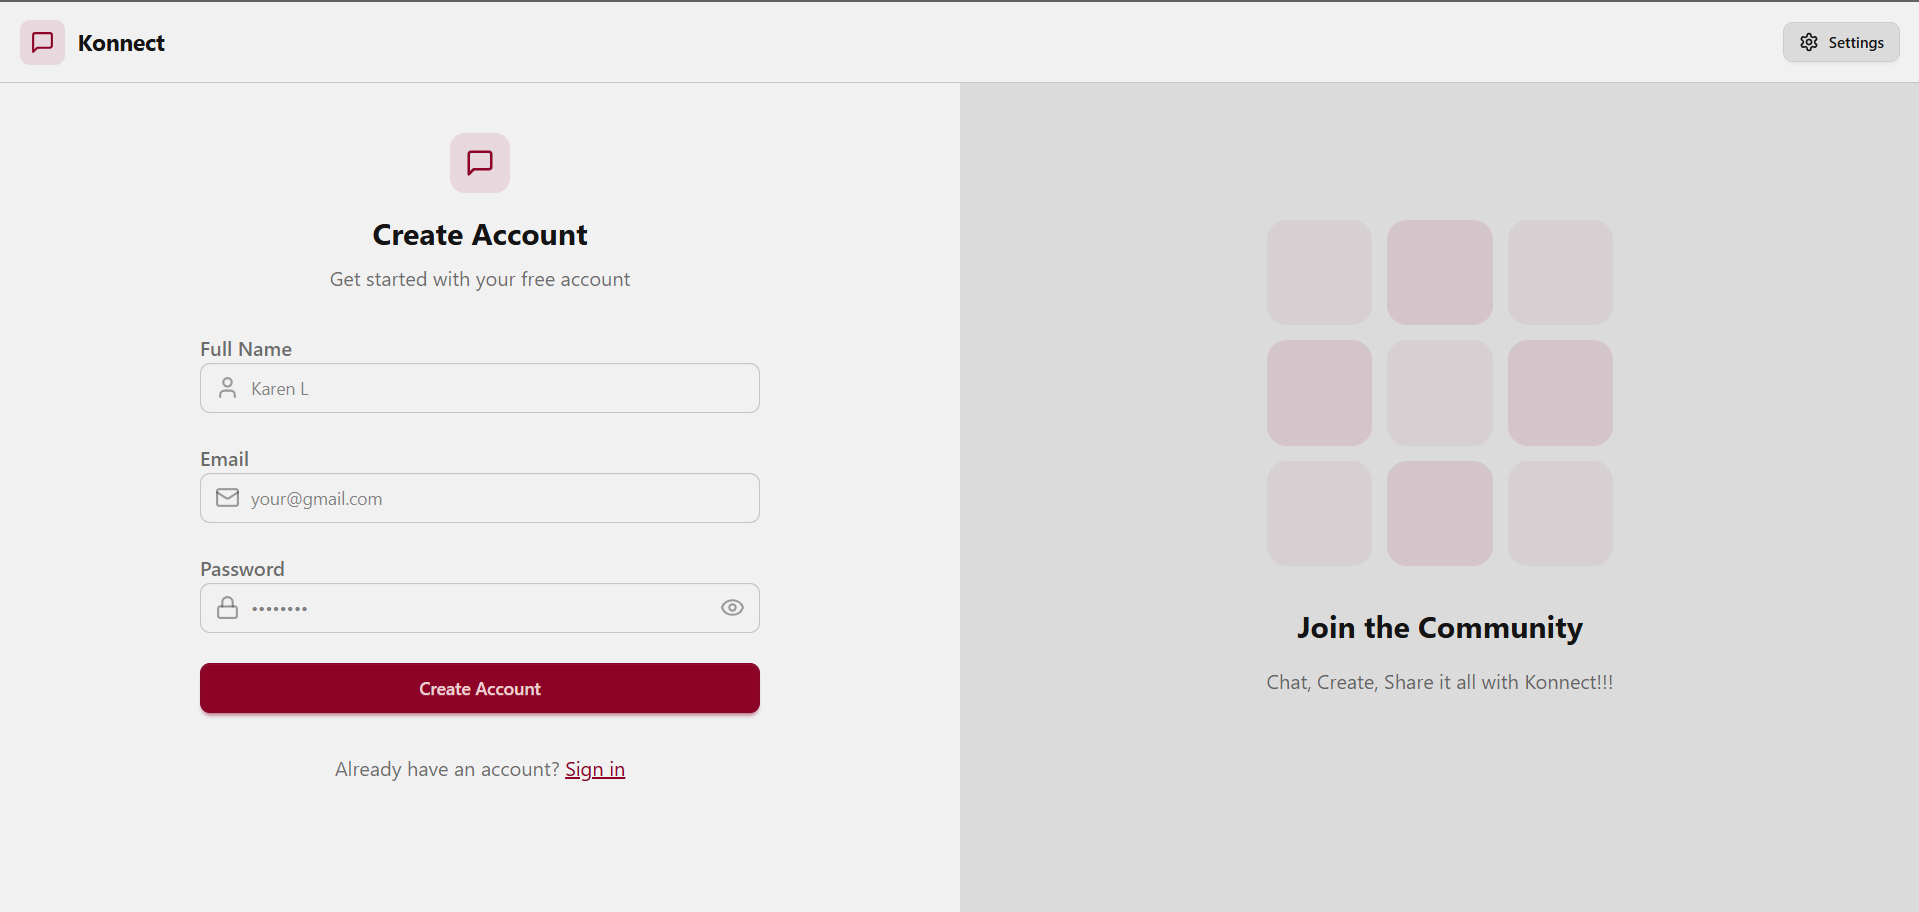 Konnect
Settings
Create Account
Get started with your free account
Full Name
Karen L
Email
your@gmail.com
Password
••••••••
Create Account
Already have an account? Sign in
Join the Community
Chat, Create, Share it all with Konnect!!!